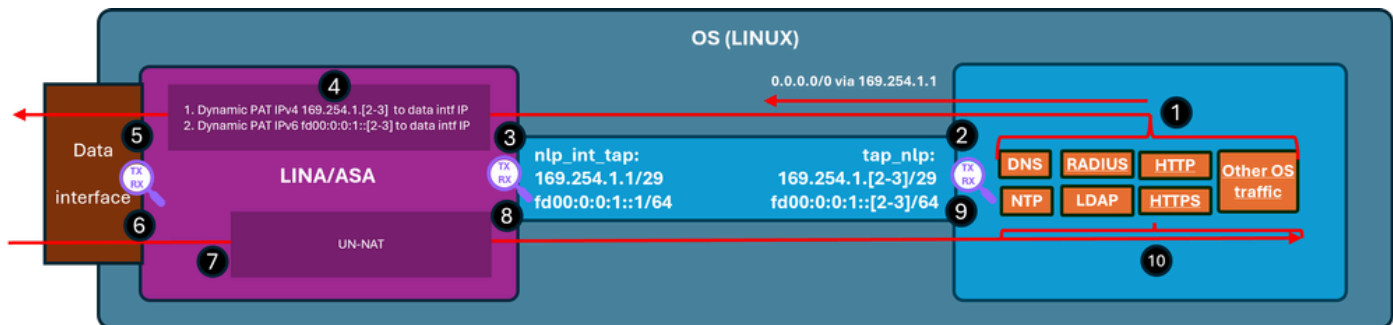 OS (LINUX)
0.0.0.0/0 via 169.254.1.1
4
1. Dynamic PAT IPv4 169.254.1.[2-3] to data intf IP
2. Dynamic PAT IPv6 fd00:0:0:1::[2-3] to data intf IP
1
5
3
2
Data
interface
TX
RX
LINA/ASA
TX
RX
nlp_int_tap:
169.254.1.1/29
fd00:0:0:1::1/64
tap_nlp:
169.254.1.[2-3]/29
fd00:0:0:1::[2-3]/64
TX
RX
DNS
RADIUS
HTTP
Other OS
traffic
NTP
LDAP
HTTPS
6
8
9
7
UN-NAT
10